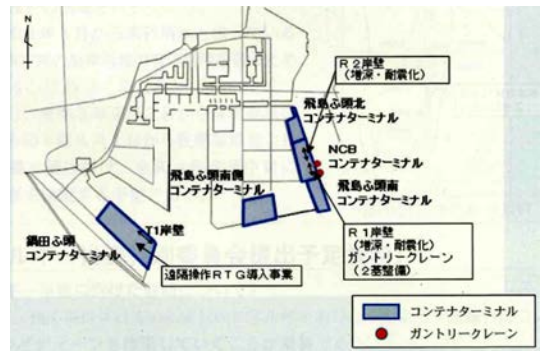 N
R2岸壁
(増深・耐震化)
飛島ふ頭北
コンテナターミナル
NCB
コンテナターミナル
飛島ふ頭南側
コンテナターミナル
飛島ふ頭南
コンテナターミナル
鍋田ふ頭
コンテナターミナル
T1岸壁
R1岸壁
(増深・耐震化)
ガントリークレーン
(2基整備)
遠隔操作RTG導入事業
コンテナターミナル
ガントリークレーン